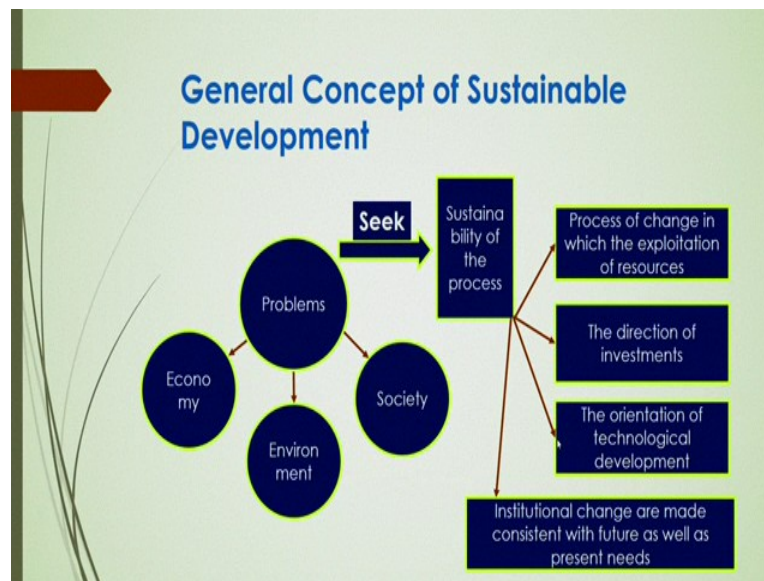 General Concept of Sustainable
Development
Seek
Sustaina
bility of
the
process
Process of change in
which the exploitation
of resources
Problems
The direction of
investments
Econo
my
Society
Environ
ment
The orientation of
technological
development
Institutional change are made
consistent with future as well as
present needs